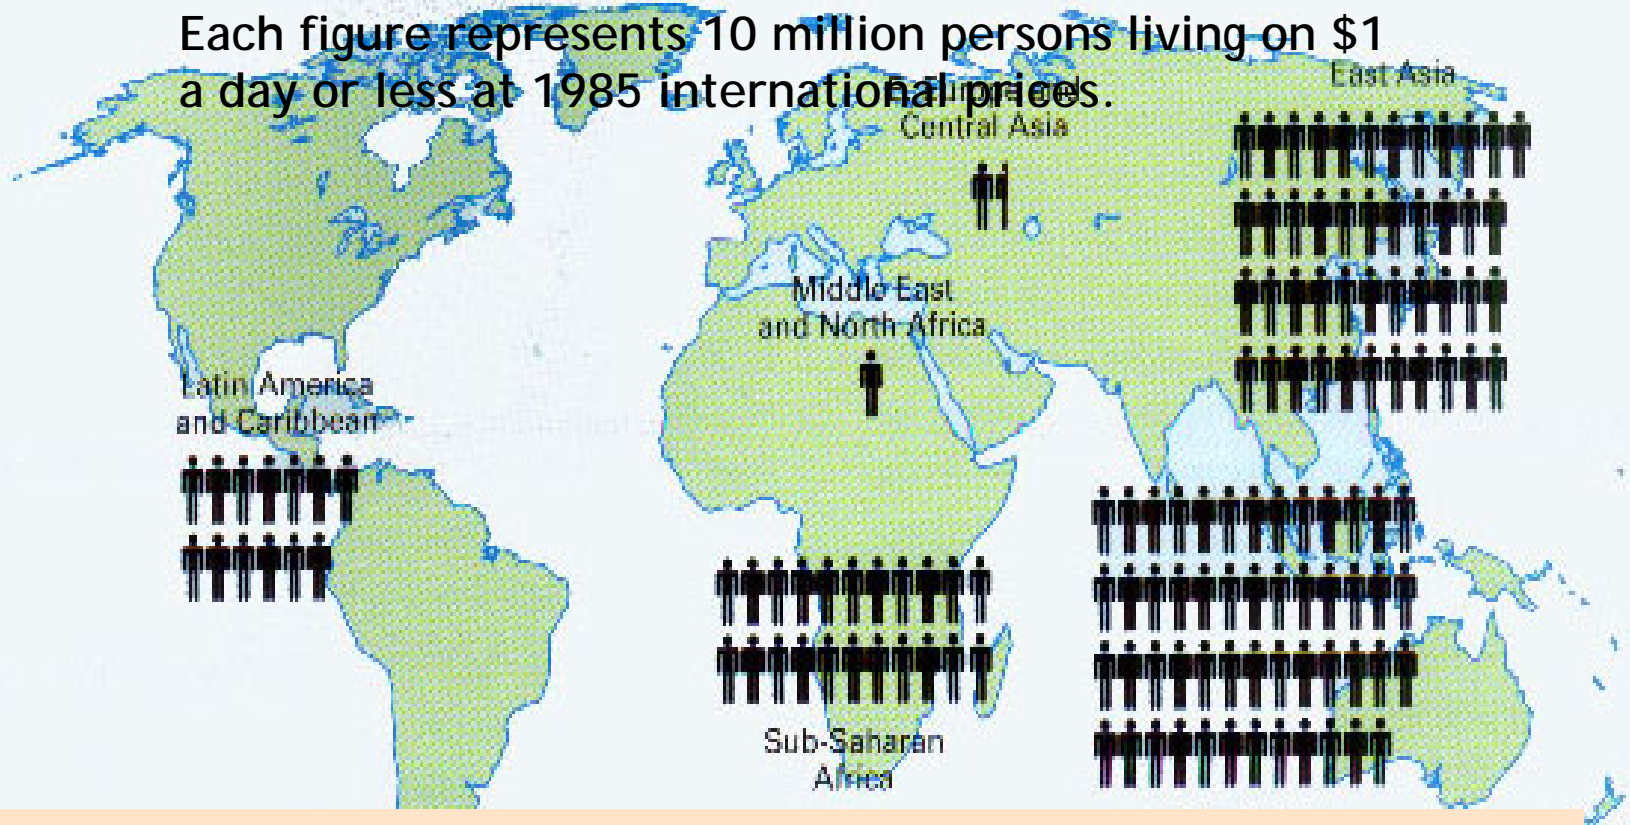 Each figure represents 10 million persons living on $1
a day or less at 1985 international prices.
East Asia
Central Asia
Middle East
and North Africa
Latin America
and Caribbean
Sub-Saharan
Africa